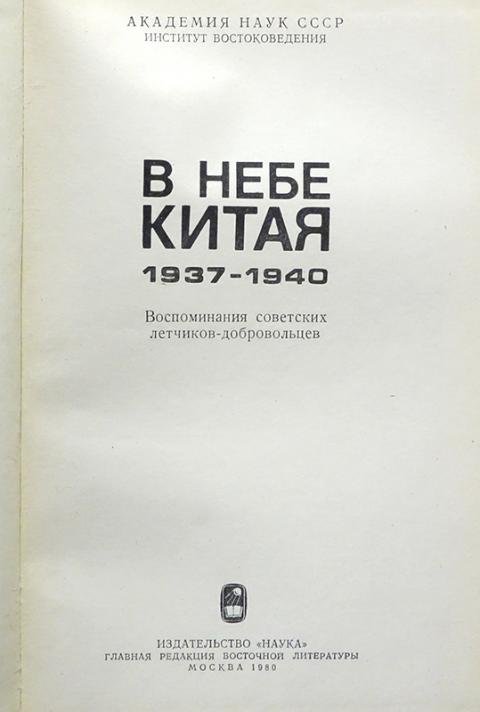 АКАДЕМИЯ НАУК СССР
ИНСТИТУТ ВОСТОКОВЕДЕНИЯ
В НЕБЕ
КИТАЯ
1937-1940
Воспоминания советских
летчиков-добровольцев
ИЗДАТЕЛЬСТВО «НАУКА»
ГЛАВНАЯ РЕДАКЦИЯ ВОСТОЧНОЙ ЛИТЕРАТУРЫ
МОСКВА 1980